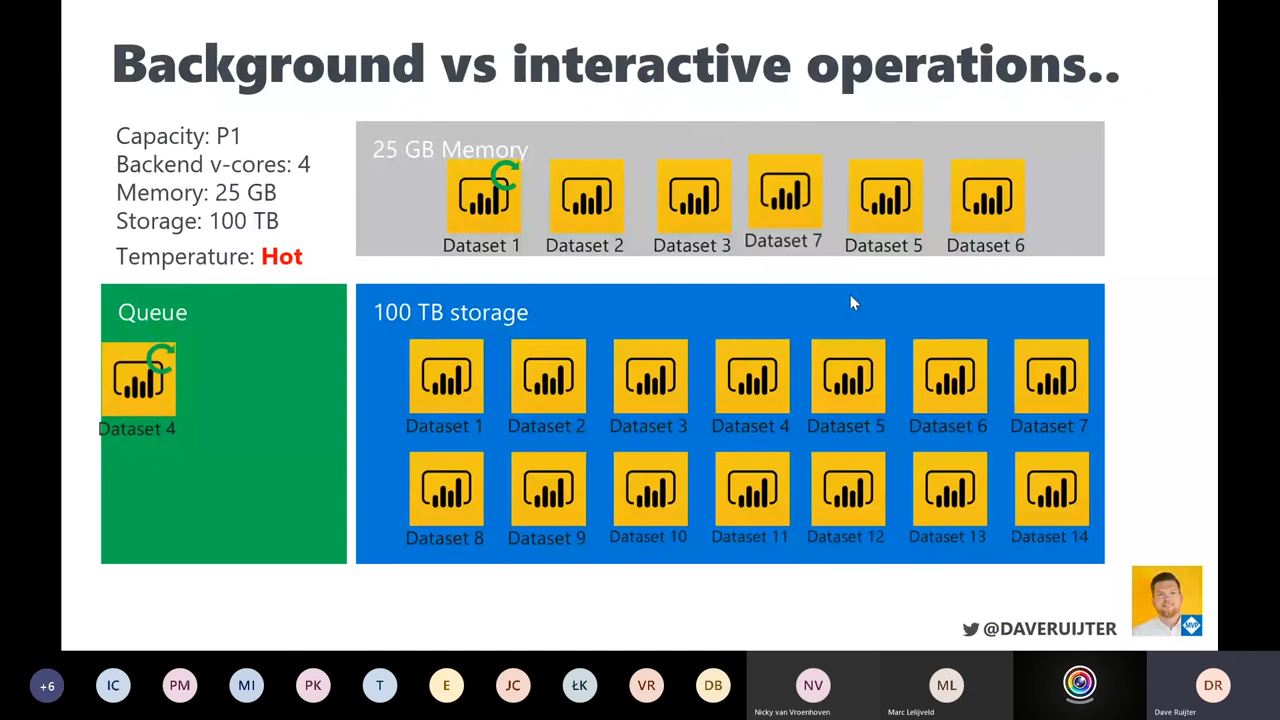 Background vs interactive operations..
Capacity: P1
Backend v-cores: 4
Memory: 25 GB
Storage: 100 TB
Temperature: Hot
25 GB Memory
Dataset 1
Dataset 2
Dataset 3
Dataset 7
Dataset 5
Dataset 6
Queue
Dataset 4
100 TB storage
Dataset 1
Dataset 2
Dataset 3
Dataset 4
Dataset 5
Dataset 6
Dataset 7
Dataset 8
Dataset 9
Dataset 10
Dataset 11
Dataset 12
Dataset 13
Dataset 14
MVP
@DAVERUIJTER
+6
IC
PM
MI
PK
T
E
JC
ŁK
VR
DB
NV
Nicky van Vroenhoven
ML
Marc Lelijveld
DR
Dave Ruijter